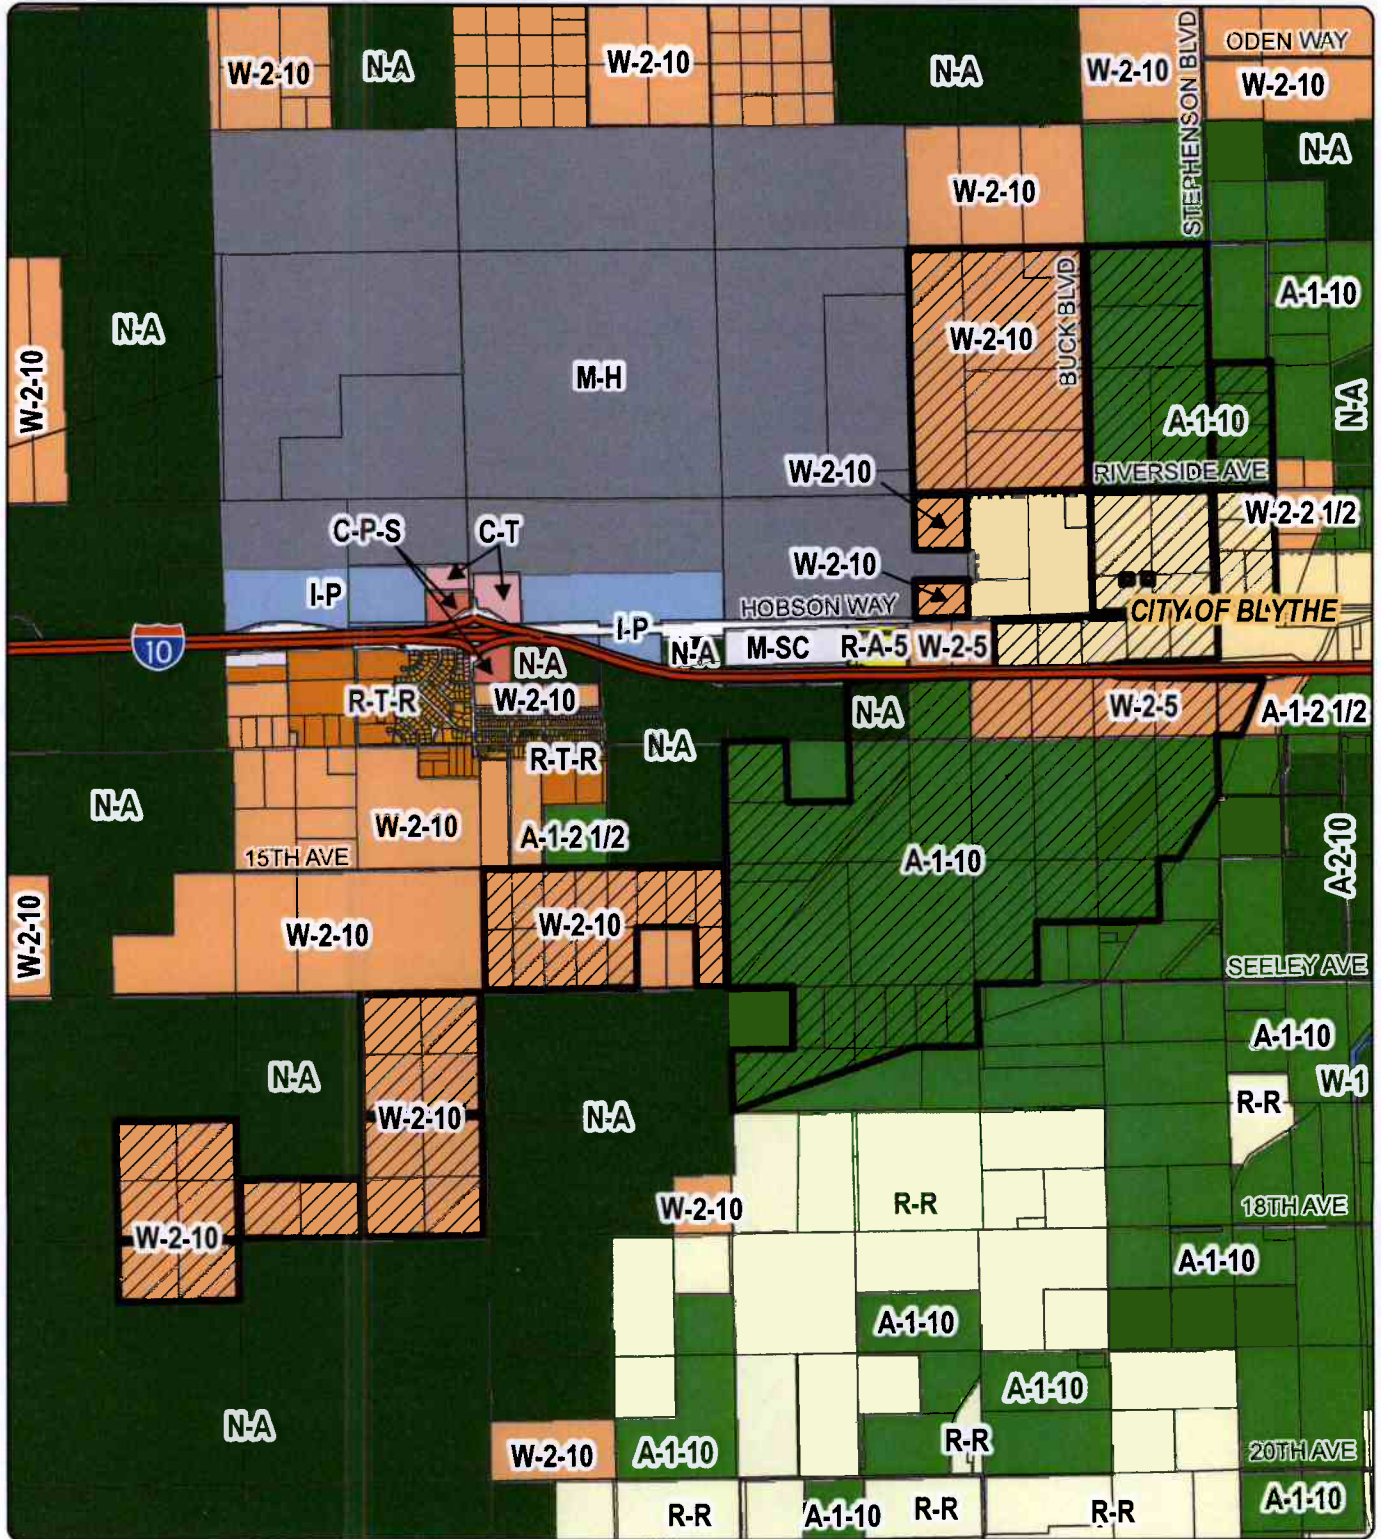 STEPHENSON BLVD
ODEN WAY
W-2-10
N-A
W-2-10
N-A
W-2-10
W-2-10
N-A
W-2-10
A-1-10
N-A
W-2-10
BUCK BLVD
W-2-10
M-H
N-A
A-1-10
W-2-10
RIVERSIDE AVE
W-2-2 1/2
C-P-S
C-T
W-2-10
I-P
HOBSON WAY
CITY OF BLYTHE
I-P
10
N-A
M-SC
R-A-5
W-2-5
N-A
R-T-R
W-2-10
N-A
W-2-5
A-1-2 1/2
N-A
R-T-R
N-A
W-2-10
A-1-2 1/2
15TH AVE
A-1-10
A-2-10
W-2-10
W-2-10
W-2-10
SEELEY AVE
A-1-10
N-A
W-1
R-R
W-2-10
N-A
W-2-10
R-R
18TH AVE
W-2-10
A-1-10
A-1-10
A-1-10
N-A
R-R
W-2-10
A-1-10
20TH AVE
R-R
A-1-10
R-R
R-R
A-1-10